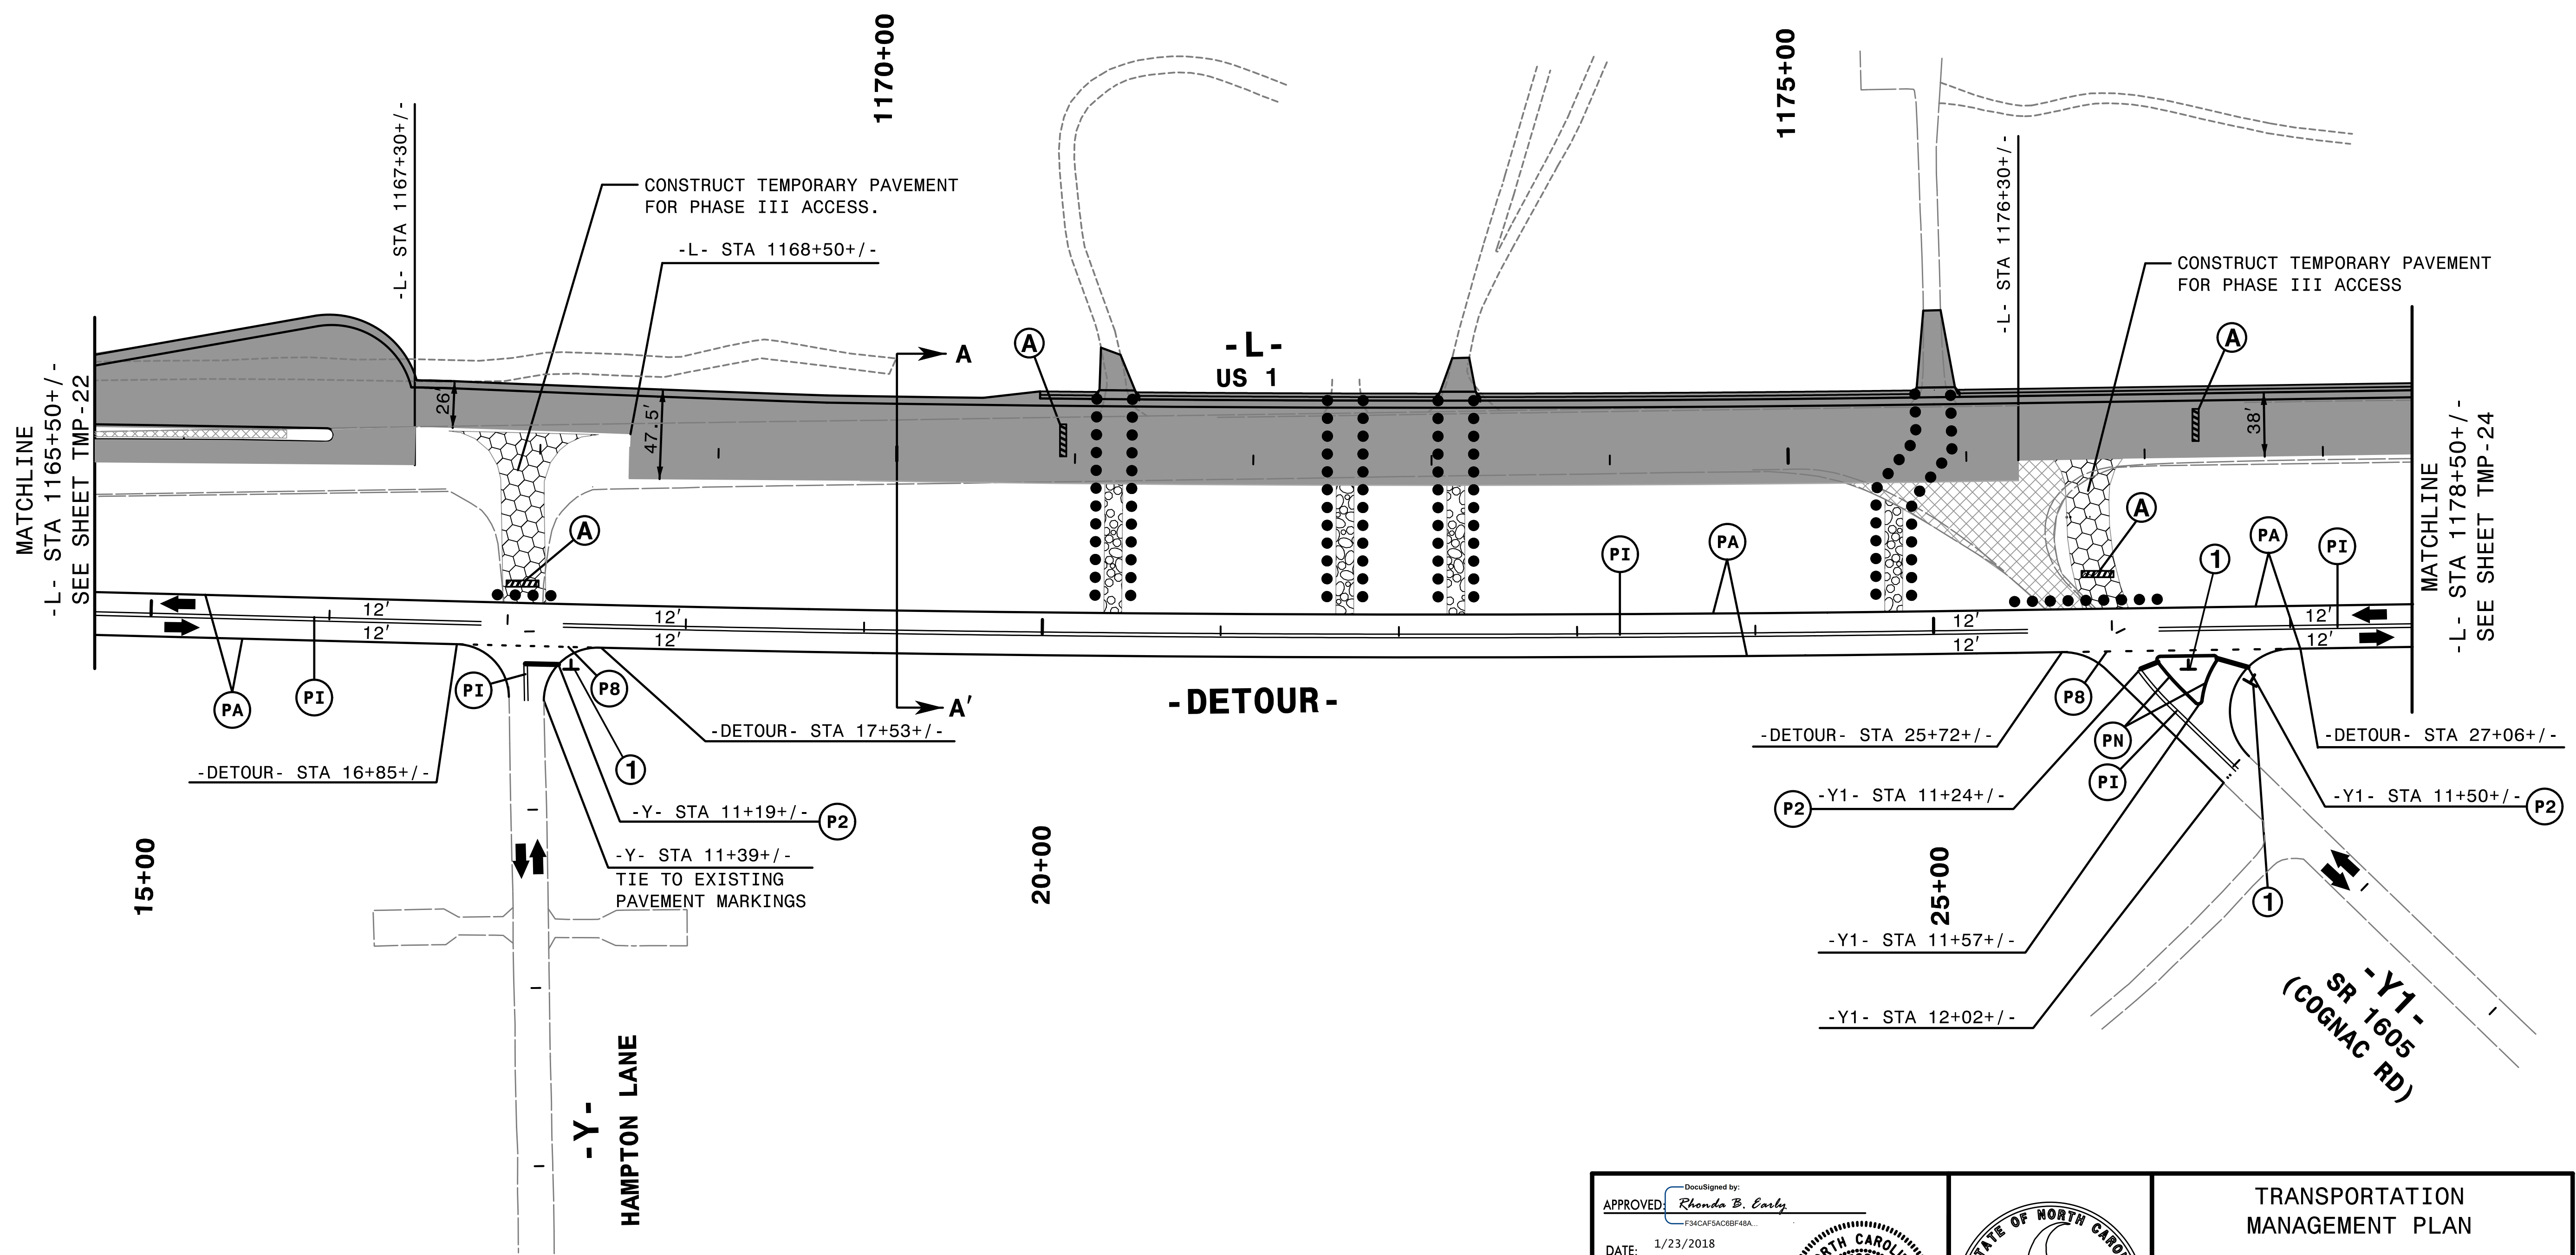 1170+00
1175+00
-L- STA 1167+30+/-
CONSTRUCT TEMPORARY PAVEMENT
FOR PHASE III ACCESS.
-L- STA 1168+50+/-
-L- STA 1176+30+/-
CONSTRUCT TEMPORARY PAVEMENT
FOR PHASE III ACCESS
MATCHLINE
-L- STA 1165+50+/-
SEE SHEET TMP-22
A
A
-L-
US 1
A
26'
47.5'
38'
MATCHLINE
-L- STA 1178+50+/-
SEE SHEET TMP-24
A
A
PI
PA
1
PA
PI
12'
12'
12'
12'
12'
12'
12'
12'
PA
PI
PI
P8
A'
-DETOUR-
P8
PN
PI
-DETOUR- STA 16+85+/-
-DETOUR- STA 17+53+/-
1
-DETOUR- STA 25+72+/-
-DETOUR- STA 27+06+/-
P2
-Y1- STA 11+24+/-
-Y1- STA 11+50+/-
P2
-Y- STA 11+19+/-
P2
-Y- STA 11+39+/-
TIE TO EXISTING
PAVEMENT MARKINGS
15+00
20+00
25+00
1
-Y1- STA 11+57+/-
-Y1- STA 12+02+/-
-Y1-
SR 1605
(COGNAC RD)
-Y-
HAMPTON LANE
APPROVED:
DocuSigned by:
Rhonda B. Early
F34CAF5AC6BF48A...
DATE:
1/23/2018
TRANSPORTATION
MANAGEMENT PLAN